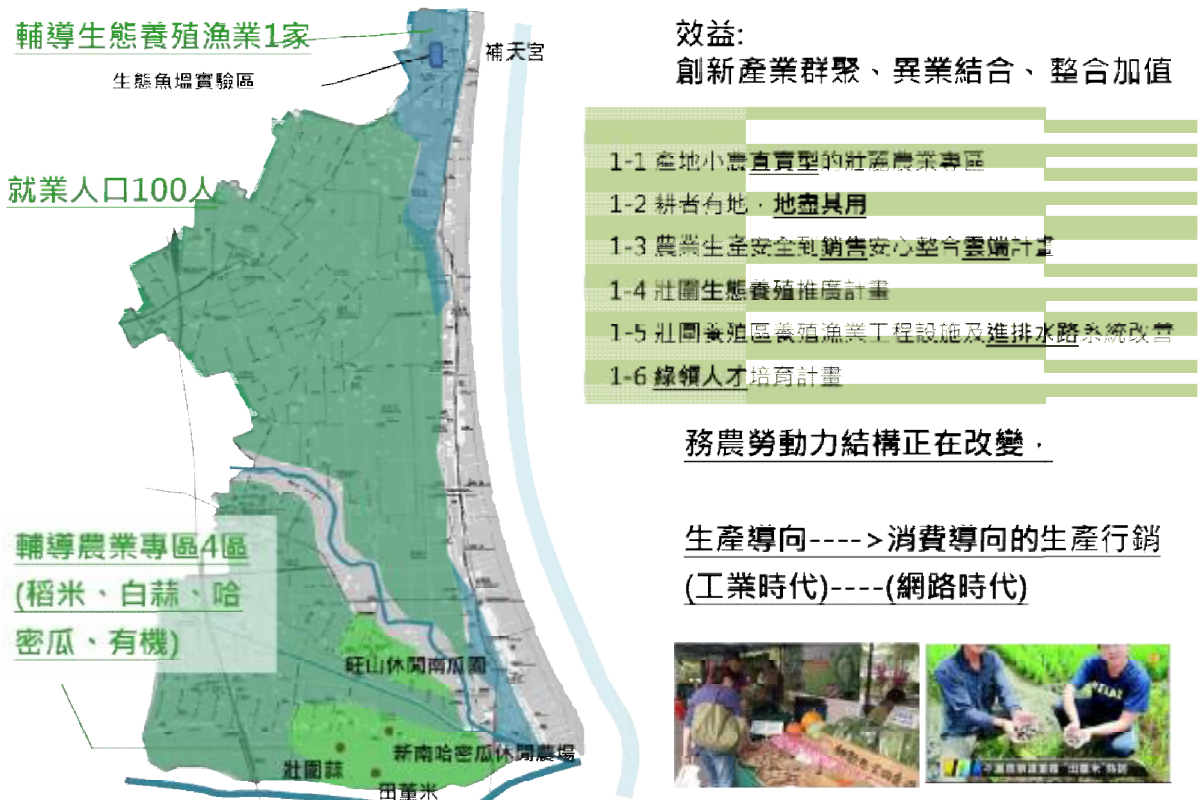 輔導生態養殖漁業1家
生態魚塭實驗區
補天宮
就業人口100人
輔導農業專區4區
(稻米、白蒜、哈
密瓜、有機)
旺山休閒南瓜園
新南哈密瓜休閒農場
壯圍蒜
田董米
效益:
創新產業群聚、異業結合、 整合加值
1-1 產地小農直賣型的壯麗農業專區
1-2 耕者有地，地盡其用
1-3 農業生產安全到銷售安心整合雲端計畫
1-4 壯圍生態養殖推廣計畫
1-5 壯圍養殖區養殖漁業工程設施及進排水路系統改善
1-6 綠領人才培育計畫
務農勞動力結構正在改變，
生產導向---->消費導向的生產行銷
(工業時代)----(網路時代)